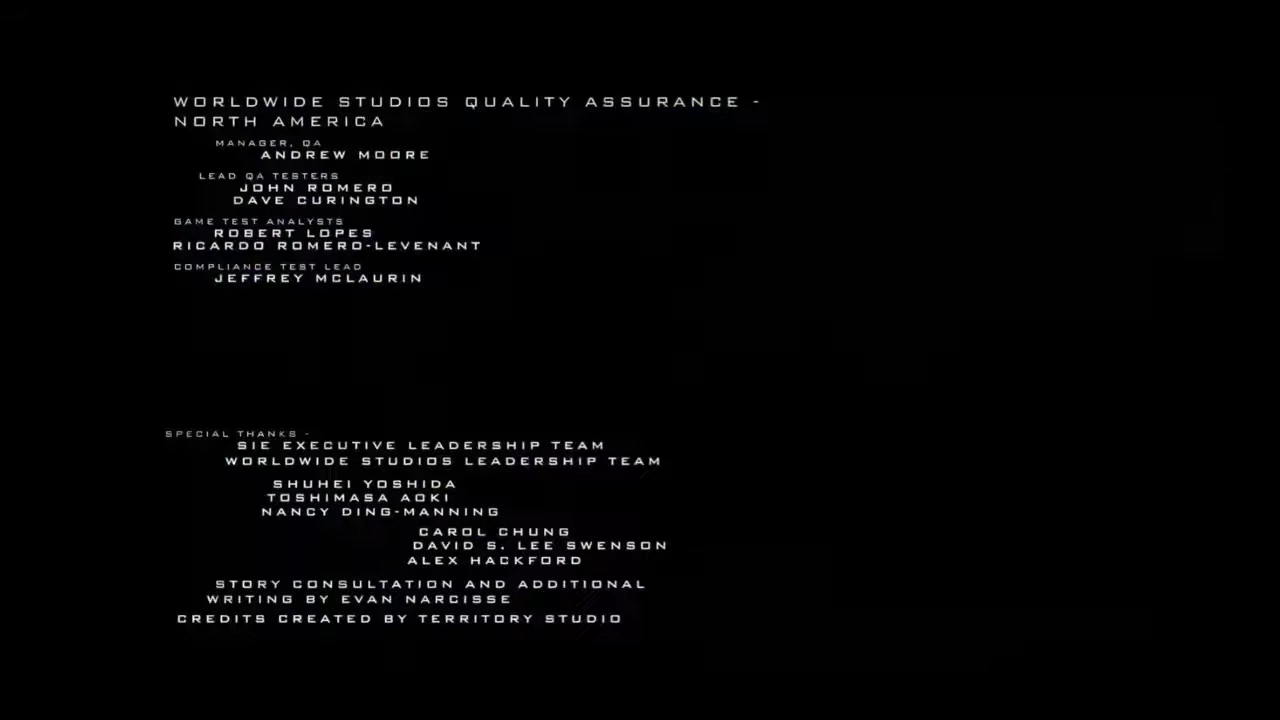 WORLDWIDE STUDIOS QUALITY ASSURANCE -
NORTH AMERICA
MANAGER, QA
ANDREW MOORE
LEAD QA TESTERS
JOHN ROMERO
DAVE CURINGTON
GAME TEST ANALYSTS
ROBERT LOPES
RICARDO ROMERO-LEVENANT
COMPLIANCE TEST LEAD
JEFFREY MCLAURIN
SPECIAL THANKS -
SIE EXECUTIVE LEADERSHIP TEAM
WORLDWIDE STUDIOS LEADERSHIP TEAM
SHUHEI YOSHIDA
TOSHIMASA AOKI
NANCY DING-MANNING
CAROL CHUNG
DAVID S. LEE SWENSON
ALEX HACKFORD
STORY CONSULTATION AND ADDITIONAL
WRITING BY EVAN NARCISSE
CREDITS CREATED BY TERRITORY STUDIO